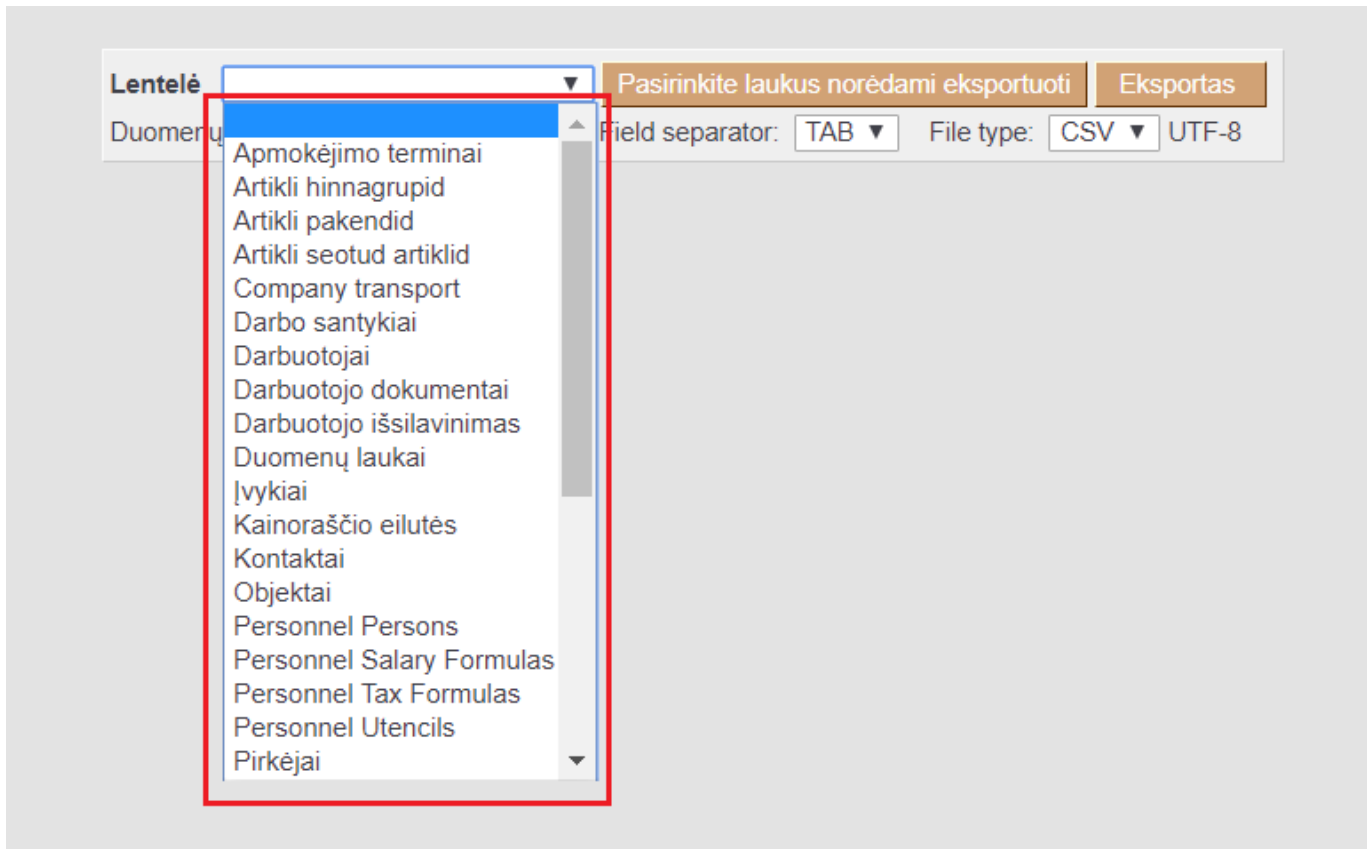 Lentelė Pasirinkite laukus norėdami eksportuoti Eksportas
Duomenų Field separator: TAB File type: CSV UTF-8
Apmokėjimo terminai
Artikli hinnagrupid
Artikli pakendid
Artikli seotud artiklid
Company transport
Darbo santykiai
Darbuotojai
Darbuotojo dokumentai
Darbuotojo išsilavinimas
Duomenų laukai
Įvykiai
Kainoraščio eilutės
Kontaktai
Objektai
Personnel Persons
Personnel Salary Formulas
Personnel Tax Formulas
Personnel Utencils
Pirkėjai